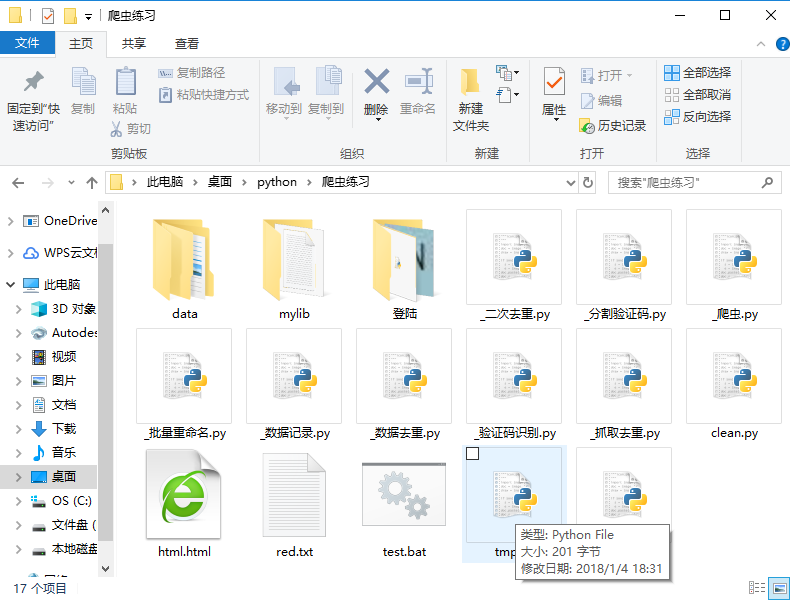 爬虫练习
文件 主页 共享 查看
固定到"快速访问"
复制
粘贴
复制路径
粘贴快捷方式
剪切
剪贴板
移动到
复制到
删除
重命名
组织
新建文件夹
新建
属性
打开
编辑
历史记录
打开
全部选择
全部取消
反向选择
选择
此电脑 桌面 python 爬虫练习
搜索"爬虫练习"
OneDrive
WPS云文档
此电脑
3D 对象
Autodes
视频
图片
文档
下载
音乐
桌面
OS (C:)
文件盘 (
本地磁盘
data mylib 登陆 _二次去重.py _分割验证码.py _爬虫.py
_批量重命名.py _数据记录.py _数据去重.py _验证码识别.py _抓取去重.py clean.py
html.html red.txt test.bat tmp
类型: Python File
大小: 201 字节
修改日期: 2018/1/4 18:31
17 个项目